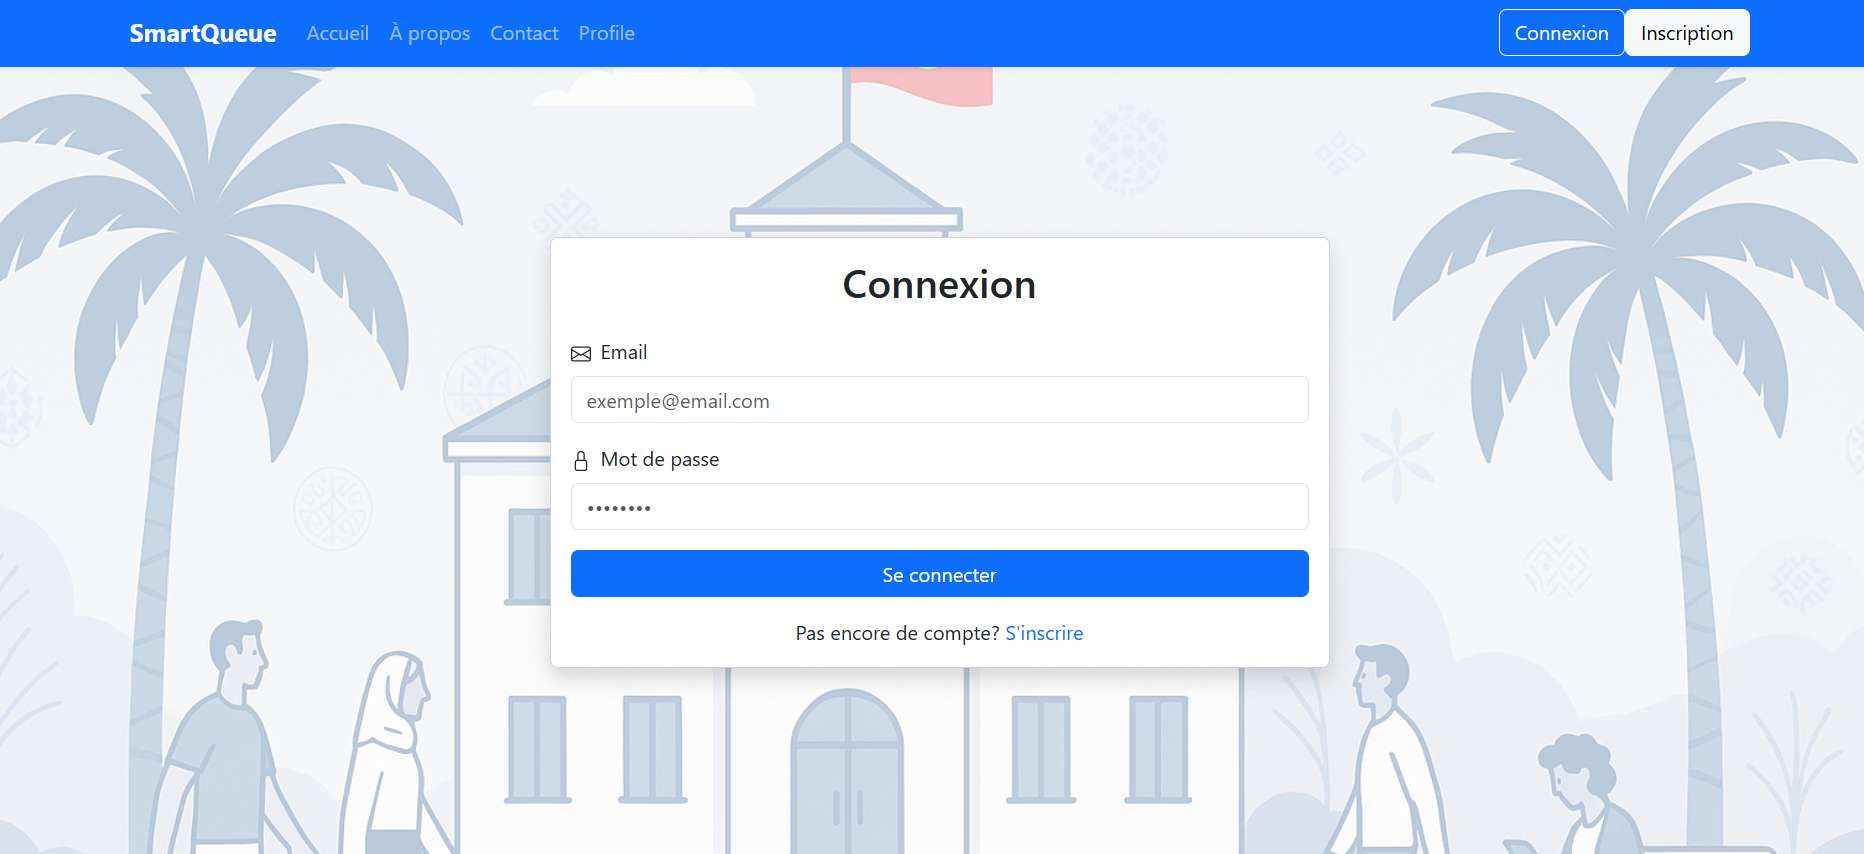 SmartQueue Accueil À propos Contact Profile Connexion Inscription
Connexion
Email
exemple@email.com
Mot de passe
••••••••
Se connecter
Pas encore de compte? S'inscrire